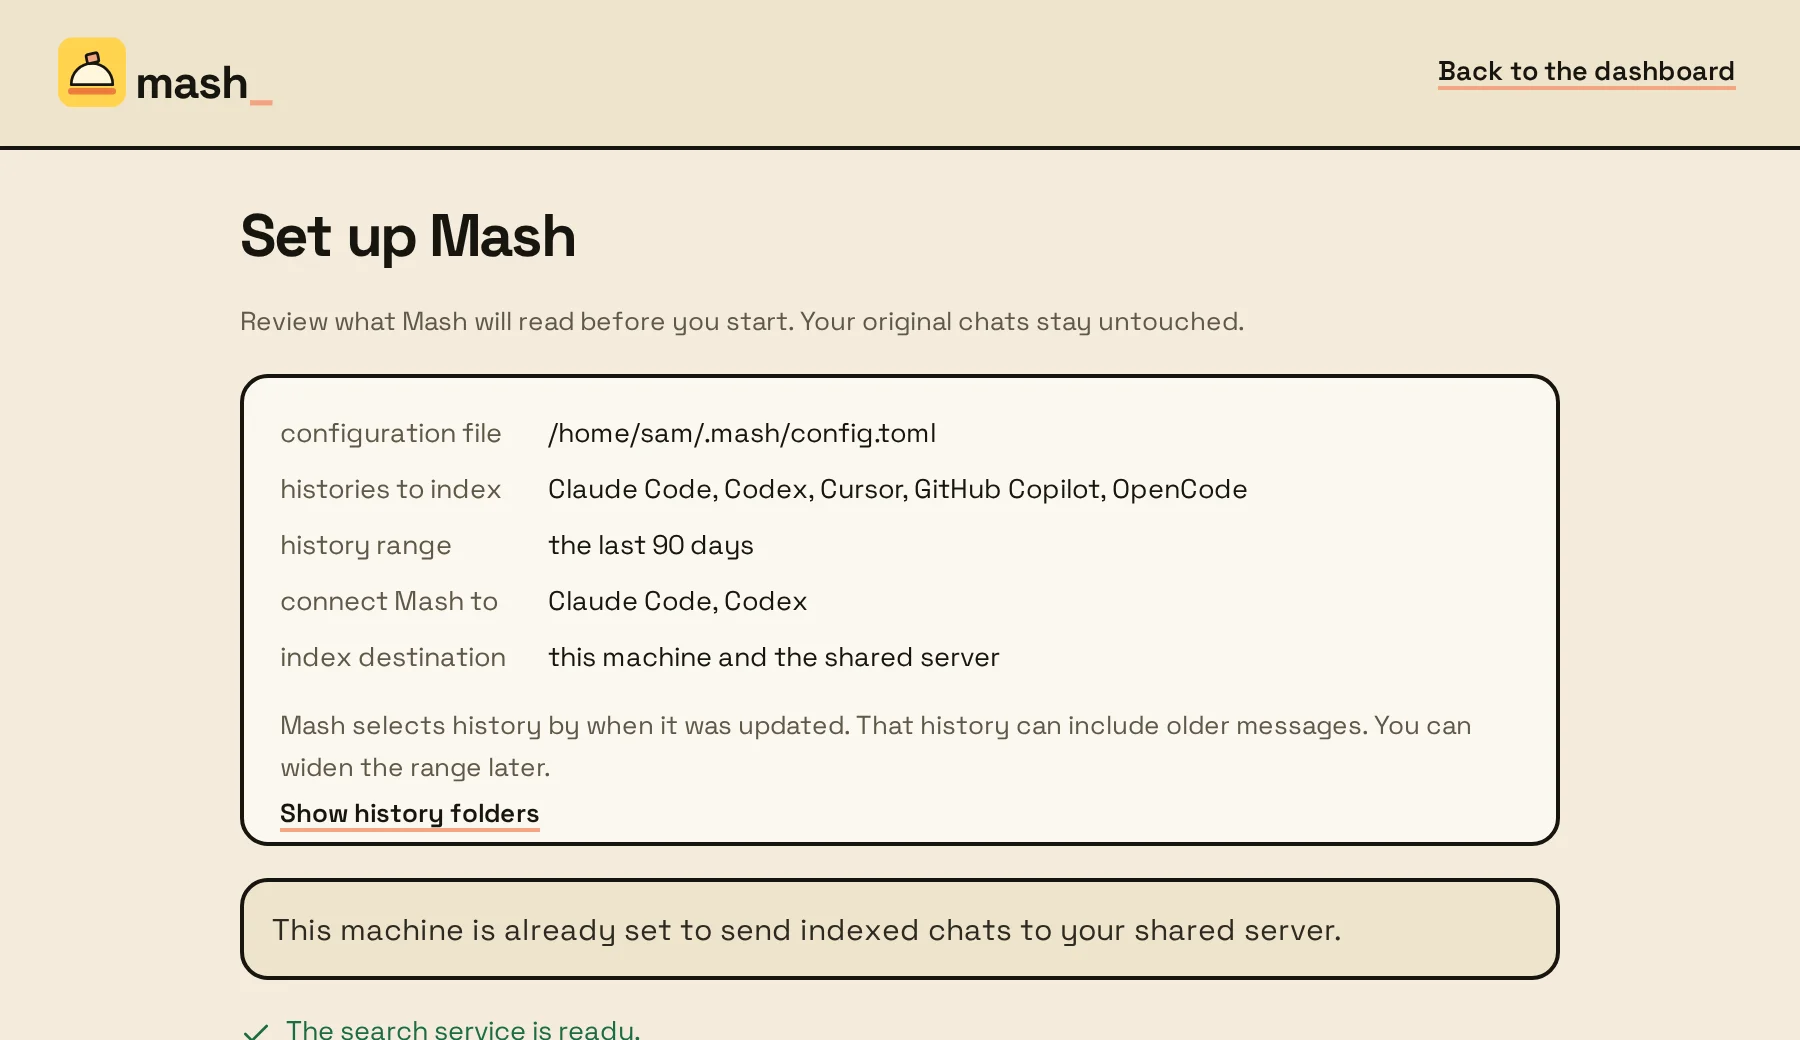 mash_
Back to the dashboard
Set up Mash
Review what Mash will read before you start. Your original chats stay untouched.
configuration file /home/sam/.mash/config.toml
histories to index Claude Code, Codex, Cursor, GitHub Copilot, OpenCode
history range the last 90 days
connect Mash to Claude Code, Codex
index destination this machine and the shared server
Mash selects history by when it was updated. That history can include older messages. You can
widen the range later.
Show history folders
This machine is already set to send indexed chats to your shared server.
The search service is ready.